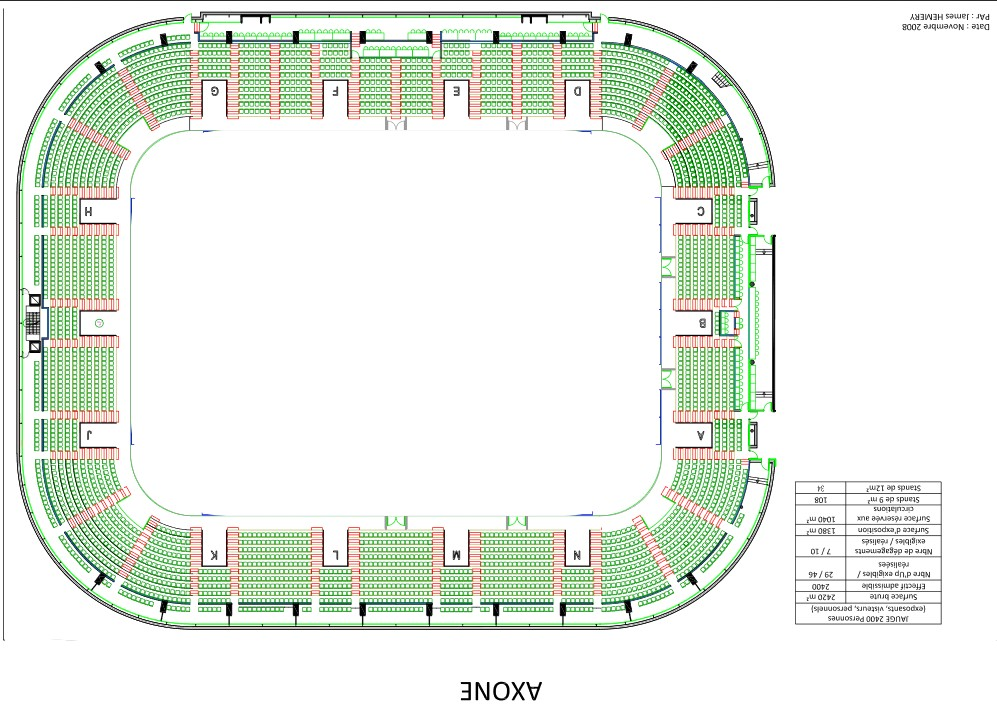 AXONE
JAUGE 2400 Personnes
(exposants, visteurs, personnels)
Surface brute 2420 m²
Effectif admissible 2400
Nbre d'Up exigibles / 29 / 46
réalisées
Nbre de dégagements 7 / 10
exigibles / réalisés
Surface d'exposition 1380 m²
Surface réservée aux 1040 m²
circulations
Stands de 9 m² 108
Stands de 12m² 34
N M L K
A J
B
C H
D E F G
Date : Novembre 2008
PAr : James HEMERY